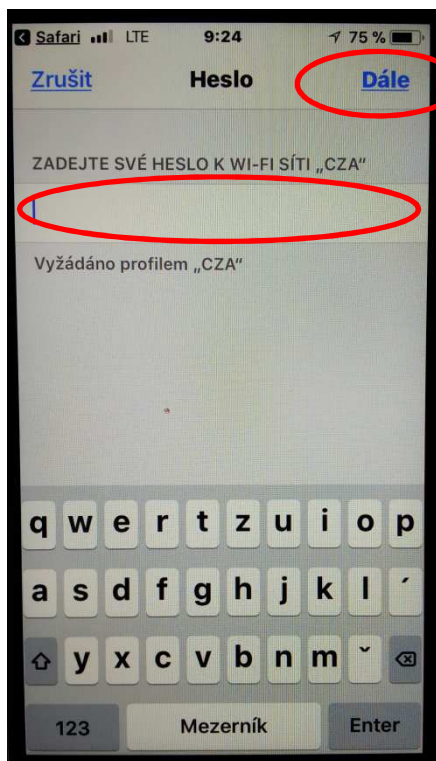 Safari LTE 9:24 75 %
Zrušit Heslo Dále
ZADEJTE SVÉ HESLO K WI-FI SÍTI „CZA“
Vyžádáno profilem „CZA“
q w e r t z u i o p
a s d f g h j k l ´
y x c v b n m ˇ
123 Mezerník Enter